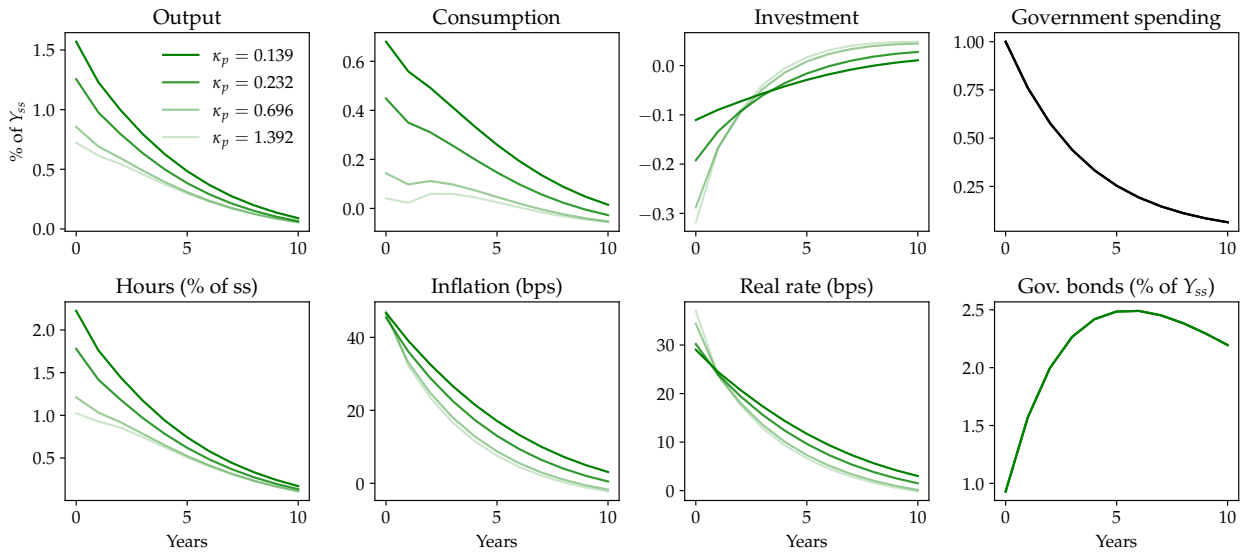 Output
% of Y_ss
1.5
1.0
0.5
0.0
κ_p = 0.139
κ_p = 0.232
κ_p = 0.696
κ_p = 1.392
0 5 10
Consumption
0.6
0.4
0.2
0.0
0 5 10
Investment
0.0
−0.1
−0.2
−0.3
0 5 10
Government spending
1.00
0.75
0.50
0.25
0 5 10
Hours (% of ss)
2.0
1.5
1.0
0.5
0 5 10
Years
Inflation (bps)
40
20
0
0 5 10
Years
Real rate (bps)
30
20
10
0
0 5 10
Years
Gov. bonds (% of Y_ss)
2.5
2.0
1.5
1.0
0 5 10
Years